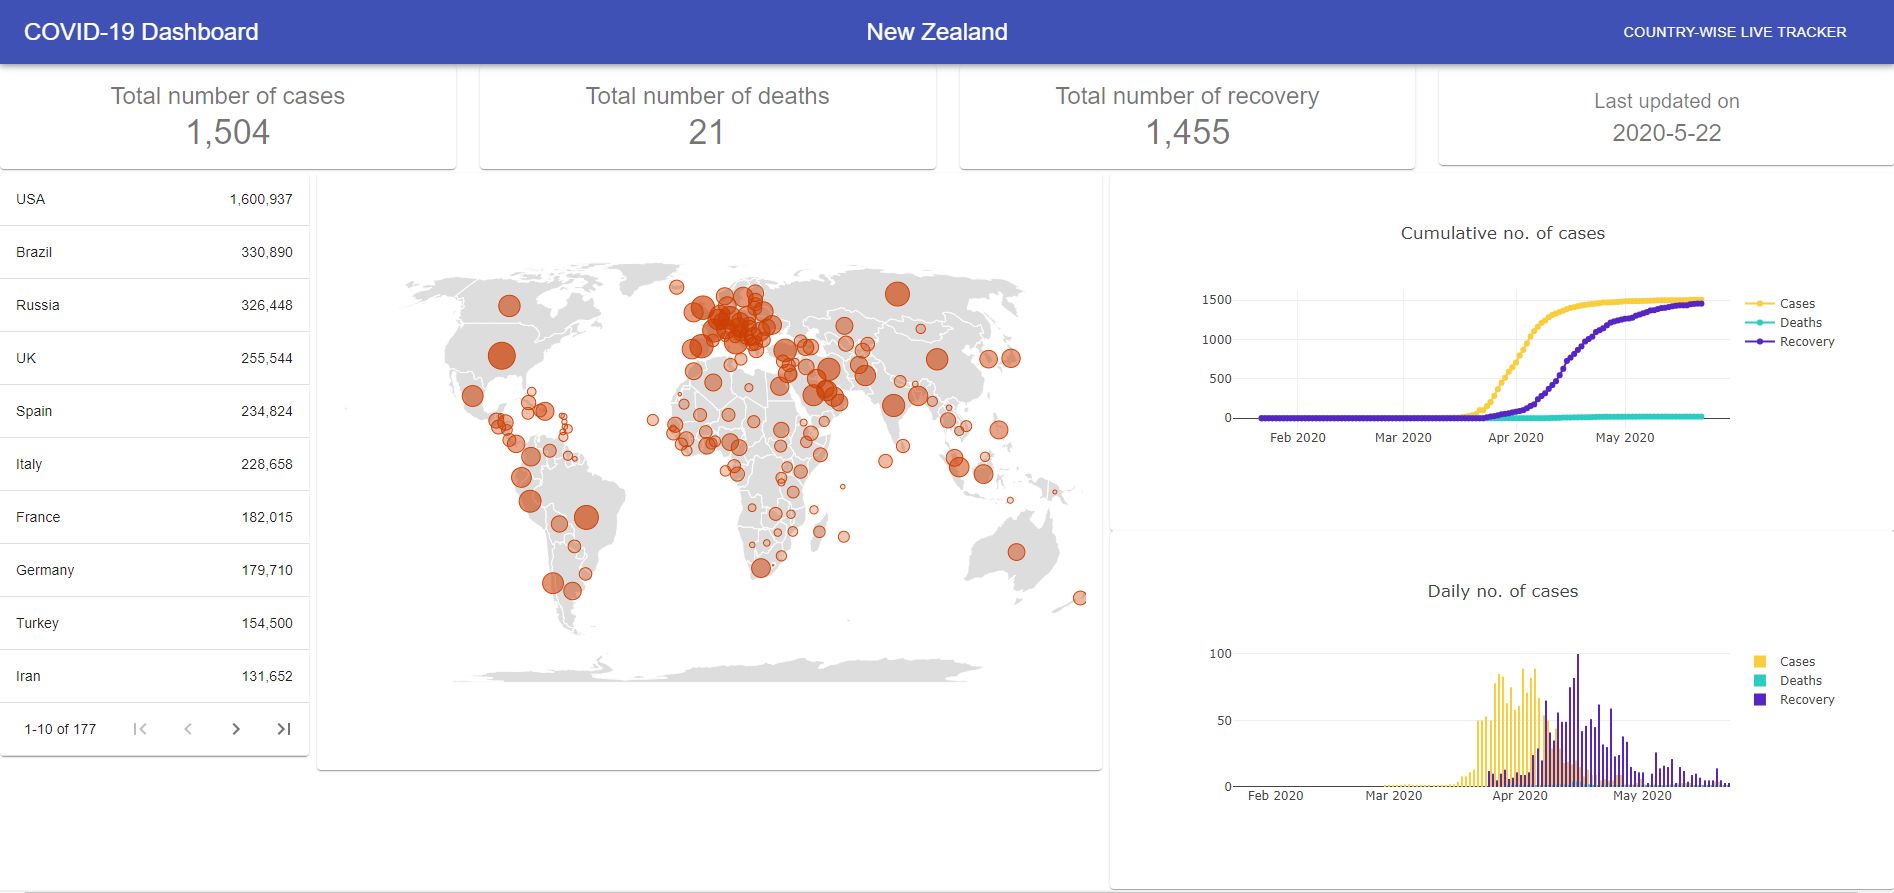 COVID-19 Dashboard
New Zealand
COUNTRY-WISE LIVE TRACKER
Total number of cases
1,504
Total number of deaths
21
Total number of recovery
1,455
Last updated on
2020-5-22
USA 1,600,937
Brazil 330,890
Russia 326,448
UK 255,544
Spain 234,824
Italy 228,658
France 182,015
Germany 179,710
Turkey 154,500
Iran 131,652
1-10 of 177
Cumulative no. of cases
1500
1000
500
0
Feb 2020 Mar 2020 Apr 2020 May 2020
Cases
Deaths
Recovery
Daily no. of cases
100
50
0
Feb 2020 Mar 2020 Apr 2020 May 2020
Cases
Deaths
Recovery